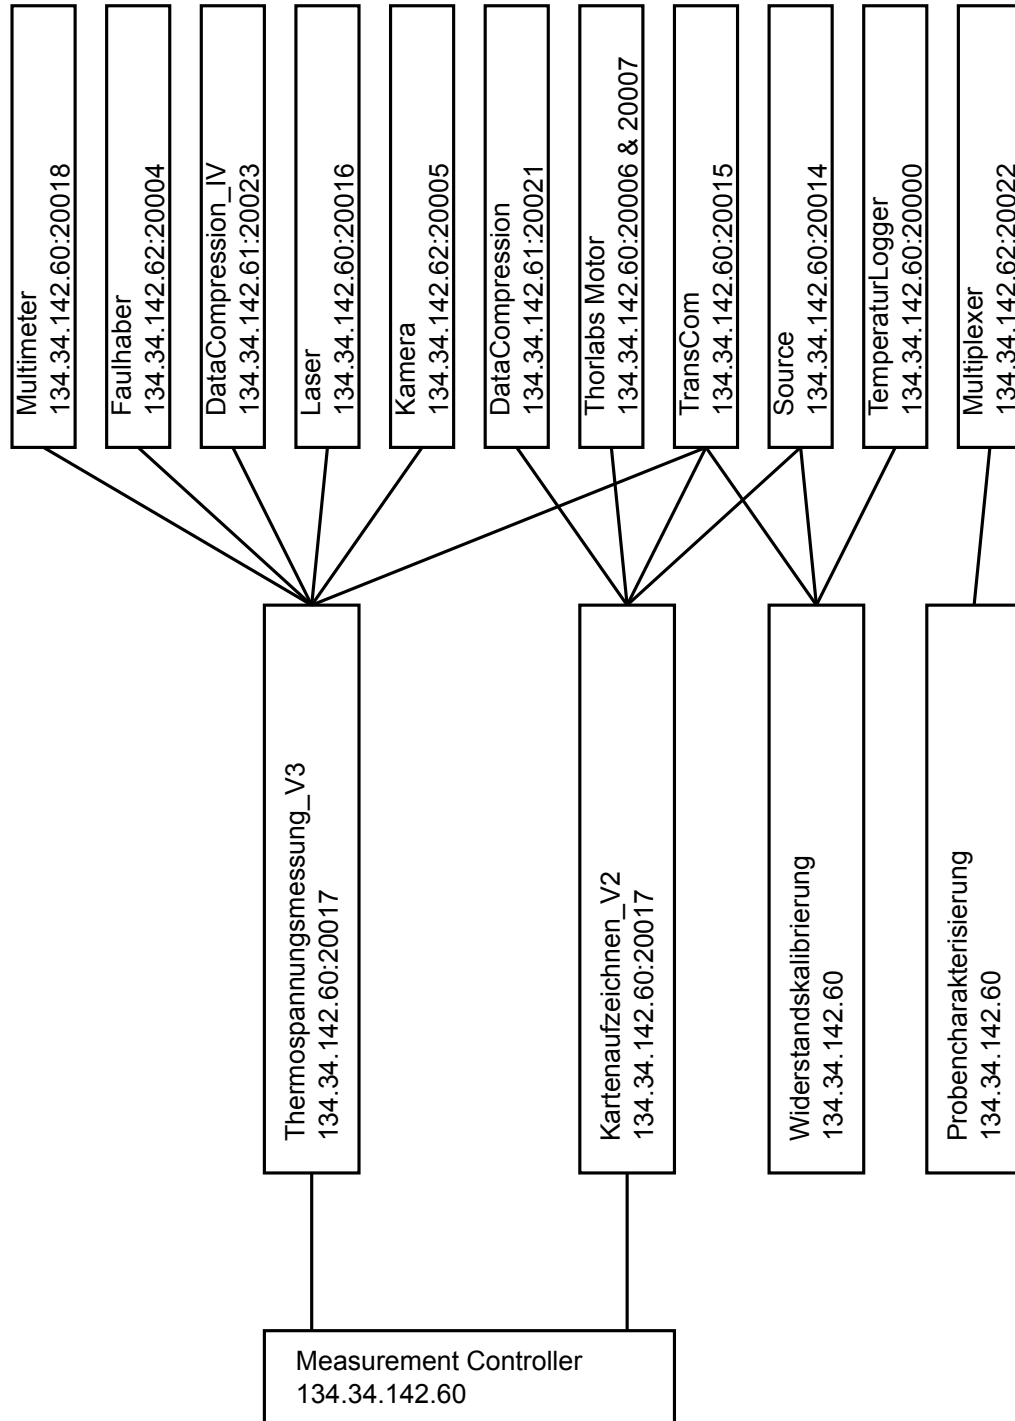 Multimeter
134.34.142.60:20018
Faulhaber
134.34.142.62:20004
DataCompression_IV
134.34.142.61:20023
Laser
134.34.142.60:20016
Kamera
134.34.142.62:20005
DataCompression
134.34.142.61:20021
Thorlabs Motor
134.34.142.60:20006 & 20007
TransCom
134.34.142.60:20015
Source
134.34.142.60:20014
TemperaturLogger
134.34.142.60:20000
Multiplexer
134.34.142.62:20022
Thermospannungsmessung_V3
134.34.142.60:20017
Kartenaufzeichnen_V2
134.34.142.60:20017
Widerstandskalibrierung
134.34.142.60
Probencharakterisierung
134.34.142.60
Measurement Controller
134.34.142.60